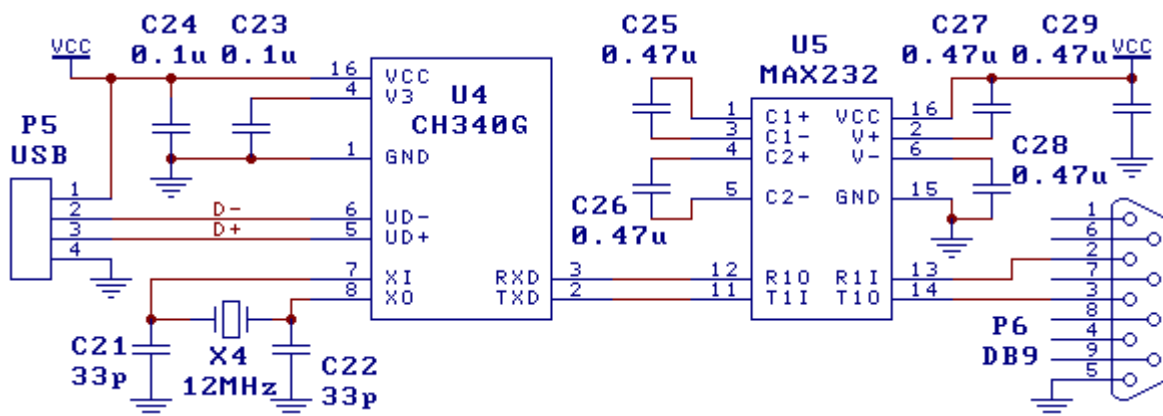 C24 C23 C25 U5 C27 C29
0.1u 0.1u 0.47u MAX232 0.47u 0.47u
VCC VCC
P5
USB
1
2
3
4
D-
D+
U4
CH340G
16 VCC
4 V3
1 GND
6 UD-
5 UD+
7 XI
8 XO
RXD 3
TXD 2
C21
33p
X4
12MHz
C22
33p
C26
0.47u
1 C1+
3 C1-
4 C2+
5 C2-
12 R1O
11 T1I
VCC 16
V+ 2
V- 6
GND 15
R1I 13
T1O 14
C28
0.47u
P6
DB9
1
6
2
7
3
8
4
9
5